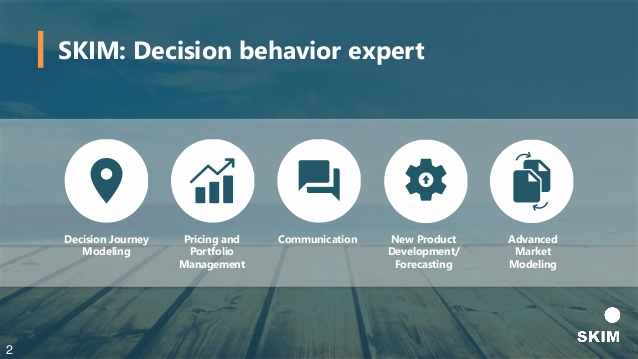 SKIM: Decision behavior expert
Decision Journey
Modeling
Pricing and
Portfolio
Management
Communication
New Product
Development/
Forecasting
Advanced
Market
Modeling
SKIM
2